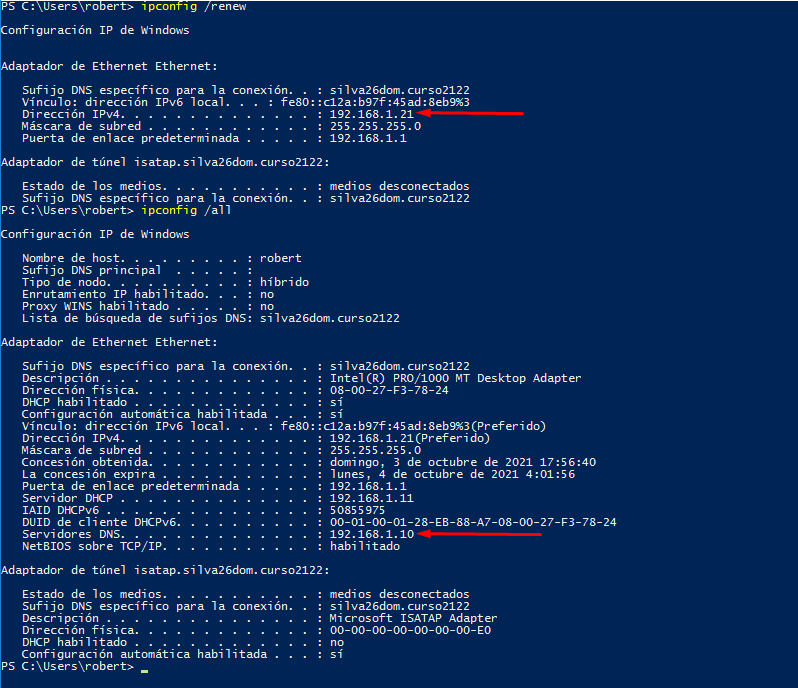 PS C:\Users\robert> ipconfig /renew
Configuración IP de Windows
Adaptador de Ethernet Ethernet:
   Sufijo DNS específico para la conexión. . : silva26dom.curso2122
   Vínculo: dirección IPv6 local. . . : fe80::c12a:b97f:45ad:8eb9%3
   Dirección IPv4. . . . . . . . . . . . . . : 192.168.1.21
   Máscara de subred . . . . . . . . . . . . : 255.255.255.0
   Puerta de enlace predeterminada . . . . . : 192.168.1.1
Adaptador de túnel isatap.silva26dom.curso2122:
   Estado de los medios. . . . . . . . . . . : medios desconectados
   Sufijo DNS específico para la conexión. . : silva26dom.curso2122
PS C:\Users\robert> ipconfig /all
Configuración IP de Windows
   Nombre de host. . . . . . . . . : robert
   Sufijo DNS principal  . . . . . :
   Tipo de nodo. . . . . . . . . . : híbrido
   Enrutamiento IP habilitado. . . : no
   Proxy WINS habilitado . . . . . : no
   Lista de búsqueda de sufijos DNS: silva26dom.curso2122
Adaptador de Ethernet Ethernet:
   Sufijo DNS específico para la conexión. . : silva26dom.curso2122
   Descripción . . . . . . . . . . . . . . . : Intel(R) PRO/1000 MT Desktop Adapter
   Dirección física. . . . . . . . . . . . . : 08-00-27-F3-78-24
   DHCP habilitado . . . . . . . . . . . . . : sí
   Configuración automática habilitada . . . : sí
   Vínculo: dirección IPv6 local. . . : fe80::c12a:b97f:45ad:8eb9%3(Preferido)
   Dirección IPv4. . . . . . . . . . . . . . : 192.168.1.21(Preferido)
   Máscara de subred . . . . . . . . . . . . : 255.255.255.0
   Concesión obtenida. . . . . . . . . . . . : domingo, 3 de octubre de 2021 17:56:40
   La concesión expira . . . . . . . . . . . : lunes, 4 de octubre de 2021 4:01:56
   Puerta de enlace predeterminada . . . . . : 192.168.1.1
   Servidor DHCP . . . . . . . . . . . . . . : 192.168.1.11
   IAID DHCPv6 . . . . . . . . . . . . . . . : 50855975
   DUID de cliente DHCPv6. . . . . . . . . . : 00-01-00-01-28-EB-88-A7-08-00-27-F3-78-24
   Servidores DNS. . . . . . . . . . . . . . : 192.168.1.10
   NetBIOS sobre TCP/IP. . . . . . . . . . . : habilitado
Adaptador de túnel isatap.silva26dom.curso2122:
   Estado de los medios. . . . . . . . . . . : medios desconectados
   Sufijo DNS específico para la conexión. . : silva26dom.curso2122
   Descripción . . . . . . . . . . . . . . . : Microsoft ISATAP Adapter
   Dirección física. . . . . . . . . . . . . : 00-00-00-00-00-00-00-E0
   DHCP habilitado . . . . . . . . . . . . . : no
   Configuración automática habilitada . . . : sí
PS C:\Users\robert> _